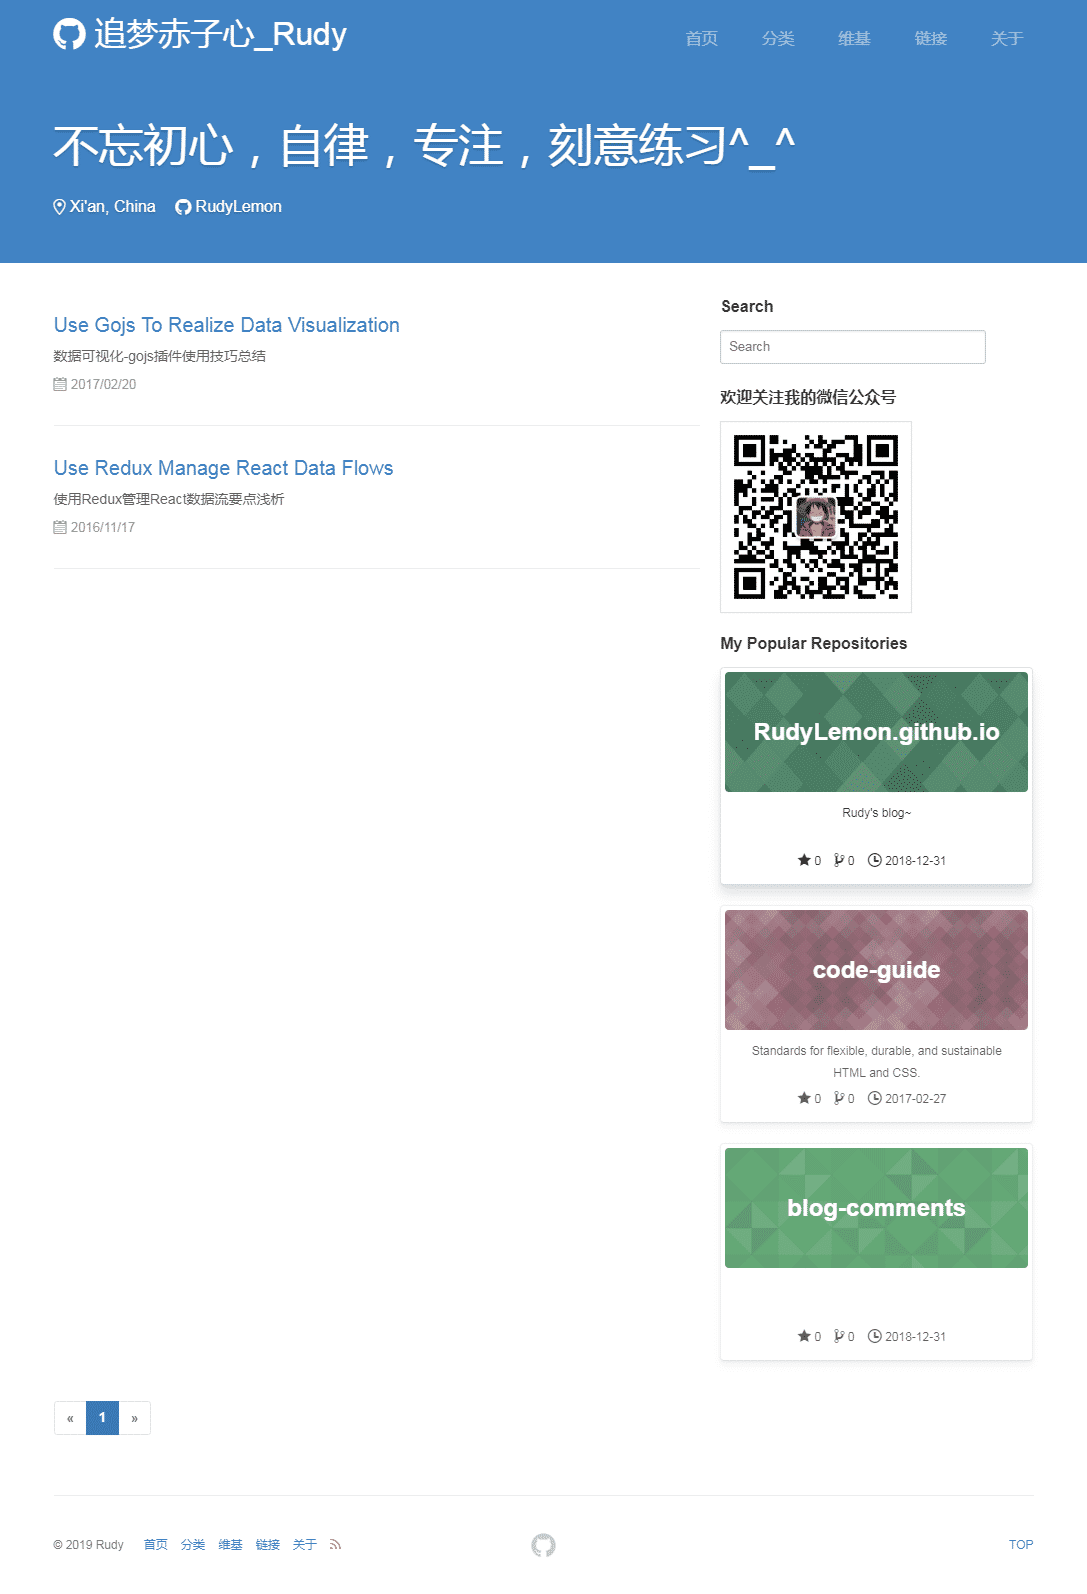 追梦赤子心_Rudy
首页 分类 维基 链接 关于
不忘初心，自律，专注，刻意练习^_^
Xi'an, China RudyLemon
Use Gojs To Realize Data Visualization
数据可视化-gojs插件使用技巧总结
2017/02/20
Use Redux Manage React Data Flows
使用Redux管理React数据流要点浅析
2016/11/17
Search
Search
欢迎关注我的微信公众号
My Popular Repositories
RudyLemon.github.io
Rudy's blog~
0 0 2018-12-31
code-guide
Standards for flexible, durable, and sustainable
HTML and CSS.
0 0 2017-02-27
blog-comments
0 0 2018-12-31
« 1 »
© 2019 Rudy 首页 分类 维基 链接 关于
TOP